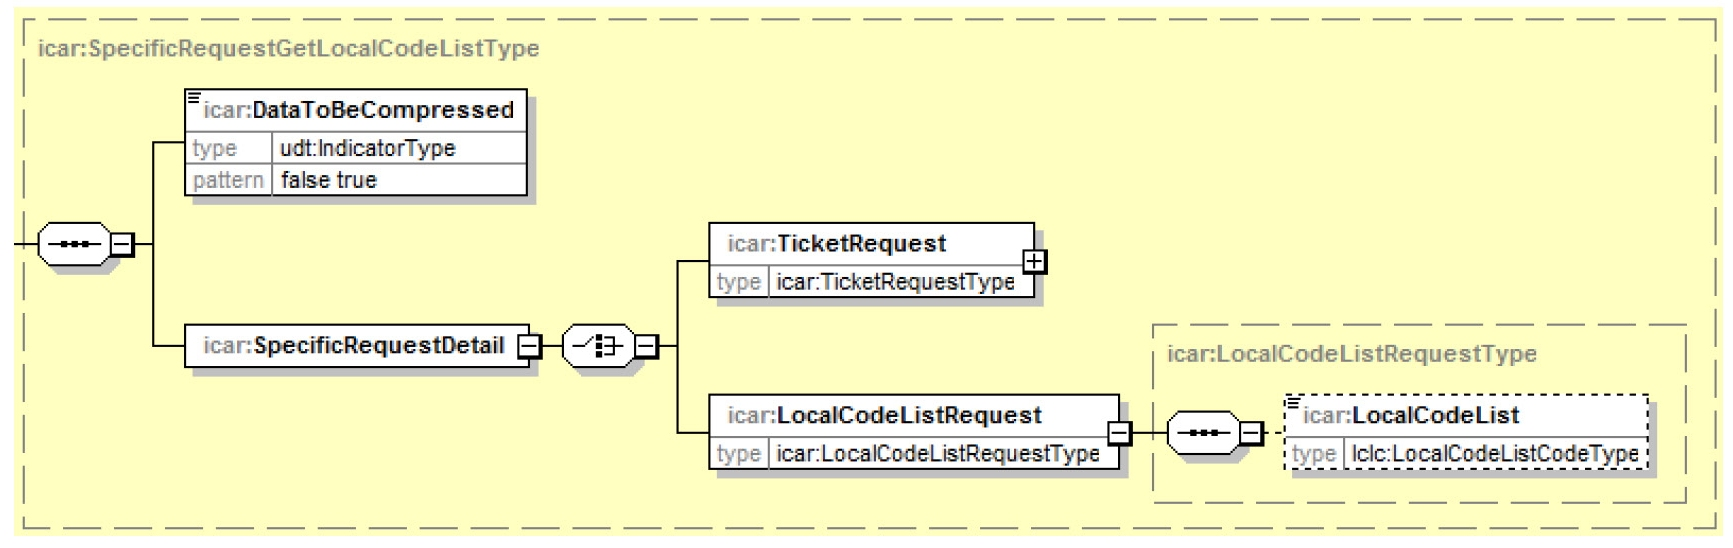 icar:SpecificRequestGetLocalCodeListType
icar:DataToBeCompressed
type udt:IndicatorType
pattern false true
icar:TicketRequest
type icar:TicketRequestType
icar:SpecificRequestDetail
icar:LocalCodeListRequestType
icar:LocalCodeListRequest
type icar:LocalCodeListRequestType
icar:LocalCodeList
type lclc:LocalCodeListCodeType